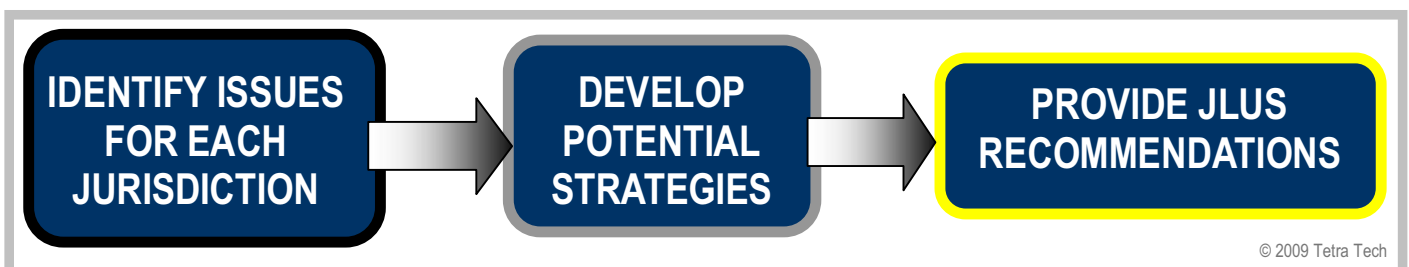 IDENTIFY ISSUES
FOR EACH
JURISDICTION
DEVELOP
POTENTIAL
STRATEGIES
PROVIDE JLUS
RECOMMENDATIONS
© 2009 Tetra Tech